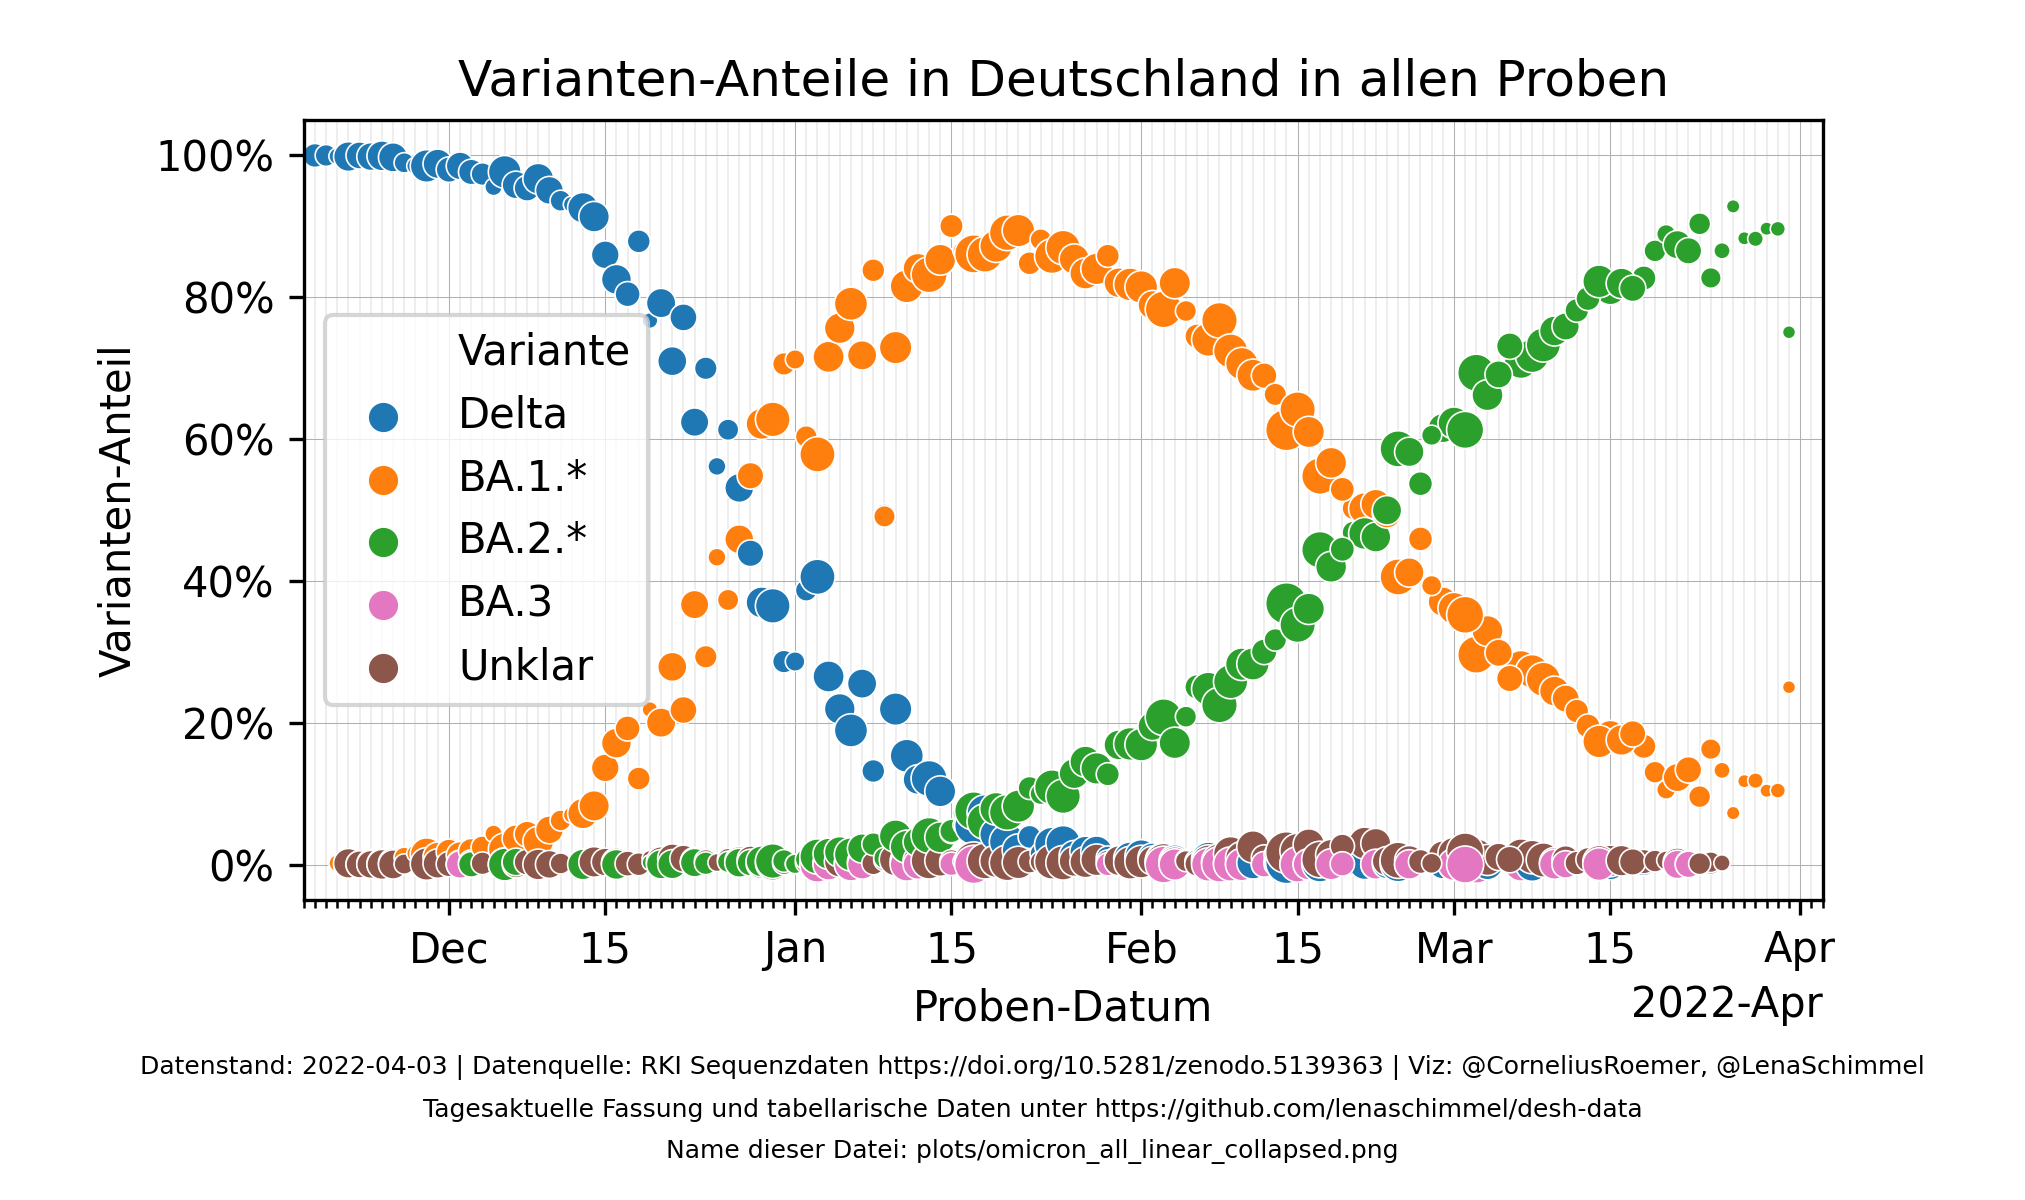 Varianten-Anteile in Deutschland in allen Proben
Varianten-Anteil
100%
80%
60%
40%
20%
0%
Variante
Delta
BA.1.*
BA.2.*
BA.3
Unklar
Dec 15 Jan 15 Feb 15 Mar 15 Apr
Proben-Datum
2022-Apr
Datenstand: 2022-04-03 | Datenquelle: RKI Sequenzdaten https://doi.org/10.5281/zenodo.5139363 | Viz: @CorneliusRoemer, @LenaSchimmel
Tagesaktuelle Fassung und tabellarische Daten unter https://github.com/lenaschimmel/desh-data
Name dieser Datei: plots/omicron_all_linear_collapsed.png